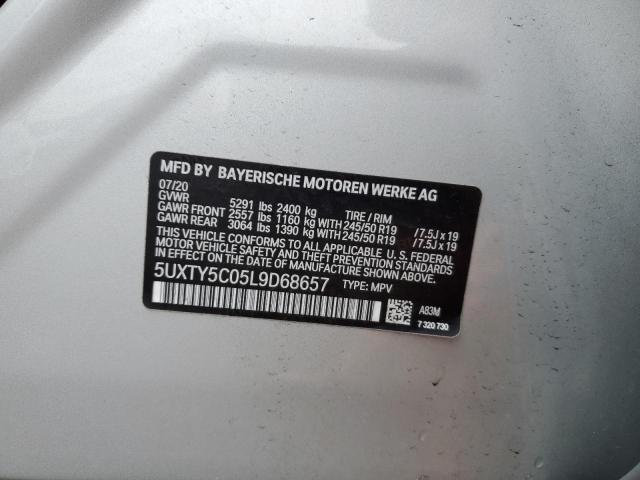 MFD BY BAYERISCHE MOTOREN WERKE AG
07/20
GVWR 5291 lbs 2400 kg TIRE / RIM
GAWR FRONT 2557 lbs 1160 kg WITH 245/50 R19 /7.5J x 19
GAWR REAR 3064 lbs 1390 kg WITH 245/50 R19 /7.5J x 19
THIS VEHICLE CONFORMS TO ALL APPLICABLE U.S. FEDERAL
MOTOR VEHICLE SAFETY, BUMPER, AND THEFT PREVENTION
STANDARDS IN EFFECT ON THE DATE OF MANUFACTURE SHOWN ABOVE.
5UXTY5C05L9D68657 TYPE: MPV
A83M
7 320 730